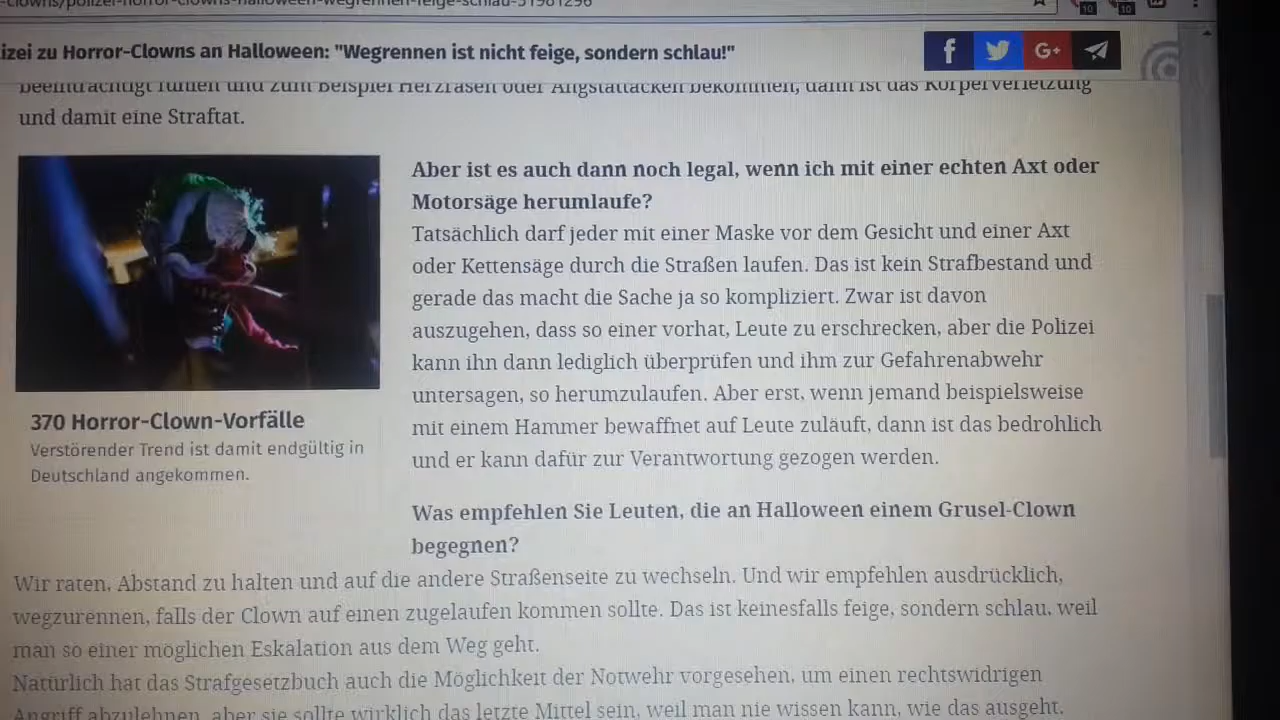 -clowns/polizei-horror-clowns-halloween-wegrennen-feige-schlau-51981296
10
10
izei zu Horror-Clowns an Halloween: "Wegrennen ist nicht feige, sondern schlau!"
f
G+
beeinträchtigt fühlen und zum Beispiel Herzrasen oder Angstattacken bekommen, dann ist das Körperverletzung
und damit eine Straftat.
Aber ist es auch dann noch legal, wenn ich mit einer echten Axt oder
Motorsäge herumlaufe?
Tatsächlich darf jeder mit einer Maske vor dem Gesicht und einer Axt
oder Kettensäge durch die Straßen laufen. Das ist kein Strafbestand und
gerade das macht die Sache ja so kompliziert. Zwar ist davon
auszugehen, dass so einer vorhat, Leute zu erschrecken, aber die Polizei
kann ihn dann lediglich überprüfen und ihm zur Gefahrenabwehr
untersagen, so herumzulaufen. Aber erst, wenn jemand beispielsweise
mit einem Hammer bewaffnet auf Leute zuläuft, dann ist das bedrohlich
und er kann dafür zur Verantwortung gezogen werden.
370 Horror-Clown-Vorfälle
Verstörender Trend ist damit endgültig in
Deutschland angekommen.
Was empfehlen Sie Leuten, die an Halloween einem Grusel-Clown
begegnen?
Wir raten, Abstand zu halten und auf die andere Straßenseite zu wechseln. Und wir empfehlen ausdrücklich,
wegzurennen, falls der Clown auf einen zugelaufen kommen sollte. Das ist keinesfalls feige, sondern schlau, weil
man so einer möglichen Eskalation aus dem Weg geht.
Natürlich hat das Strafgesetzbuch auch die Möglichkeit der Notwehr vorgesehen, um einen rechtswidrigen
Angriff abzulehnen, aber sie sollte wirklich das letzte Mittel sein, weil man nie wissen kann, wie das ausgeht.